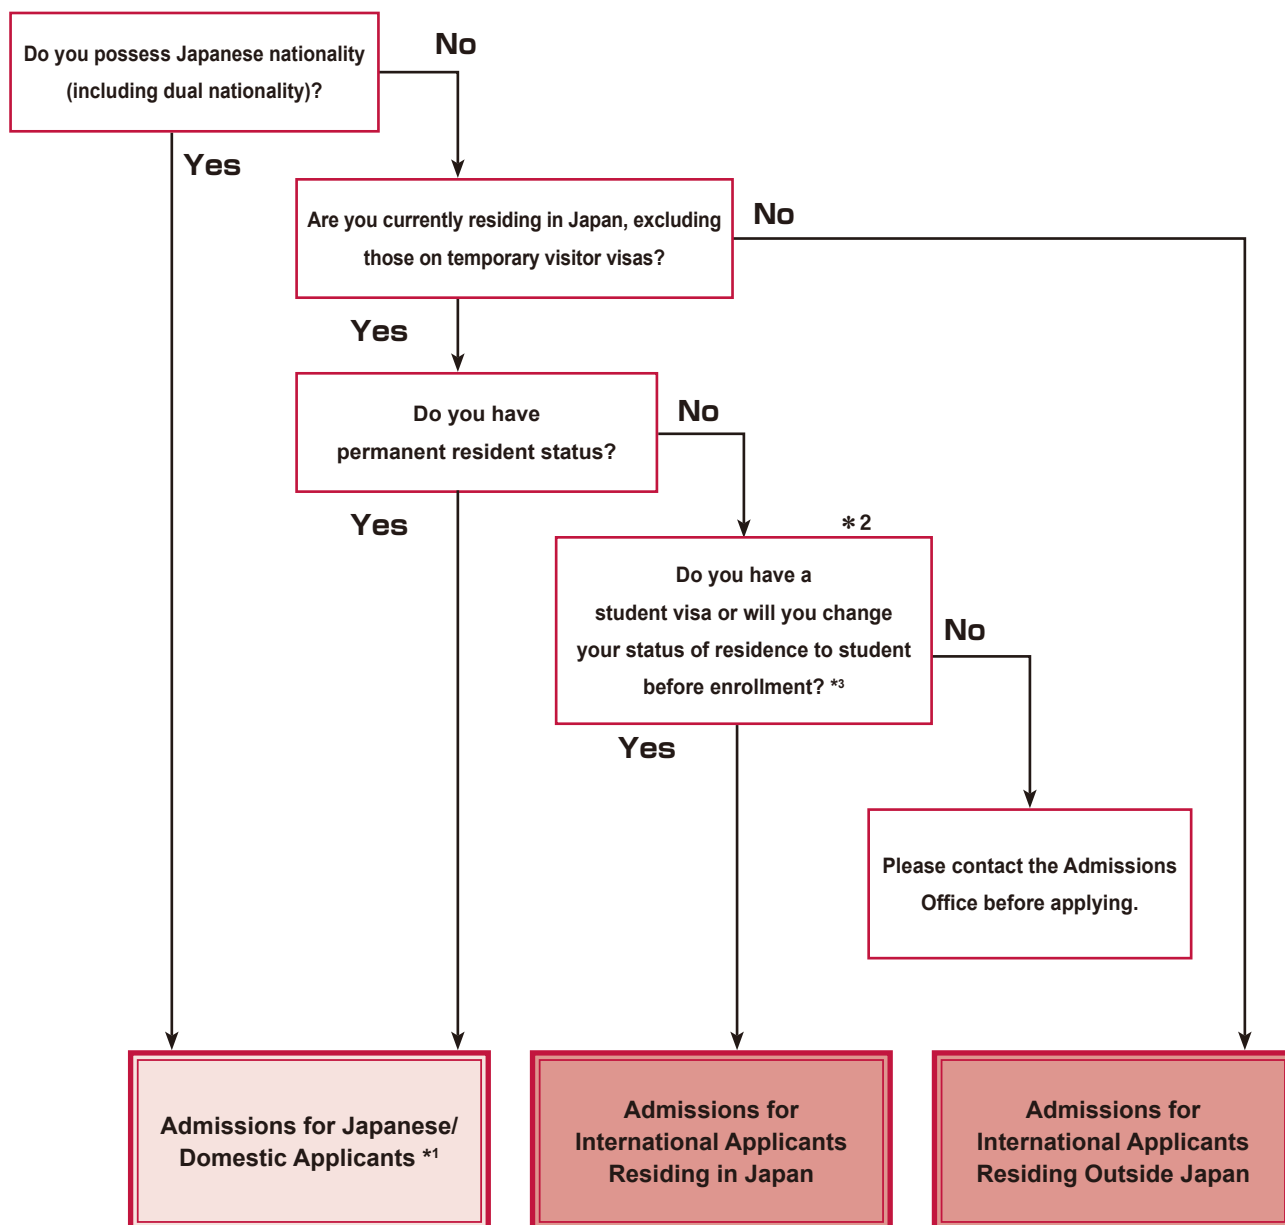 Do you possess Japanese nationality
(including dual nationality)?
No
Yes
Are you currently residing in Japan, excluding
those on temporary visitor visas?
No
Yes
Do you have
permanent resident status?
No
Yes
＊2
Do you have a
student visa or will you change
your status of residence to student
before enrollment? *3
No
Yes
Please contact the Admissions
Office before applying.
Admissions for Japanese/
Domestic Applicants *1
Admissions for
International Applicants
Residing in Japan
Admissions for
International Applicants
Residing Outside Japan